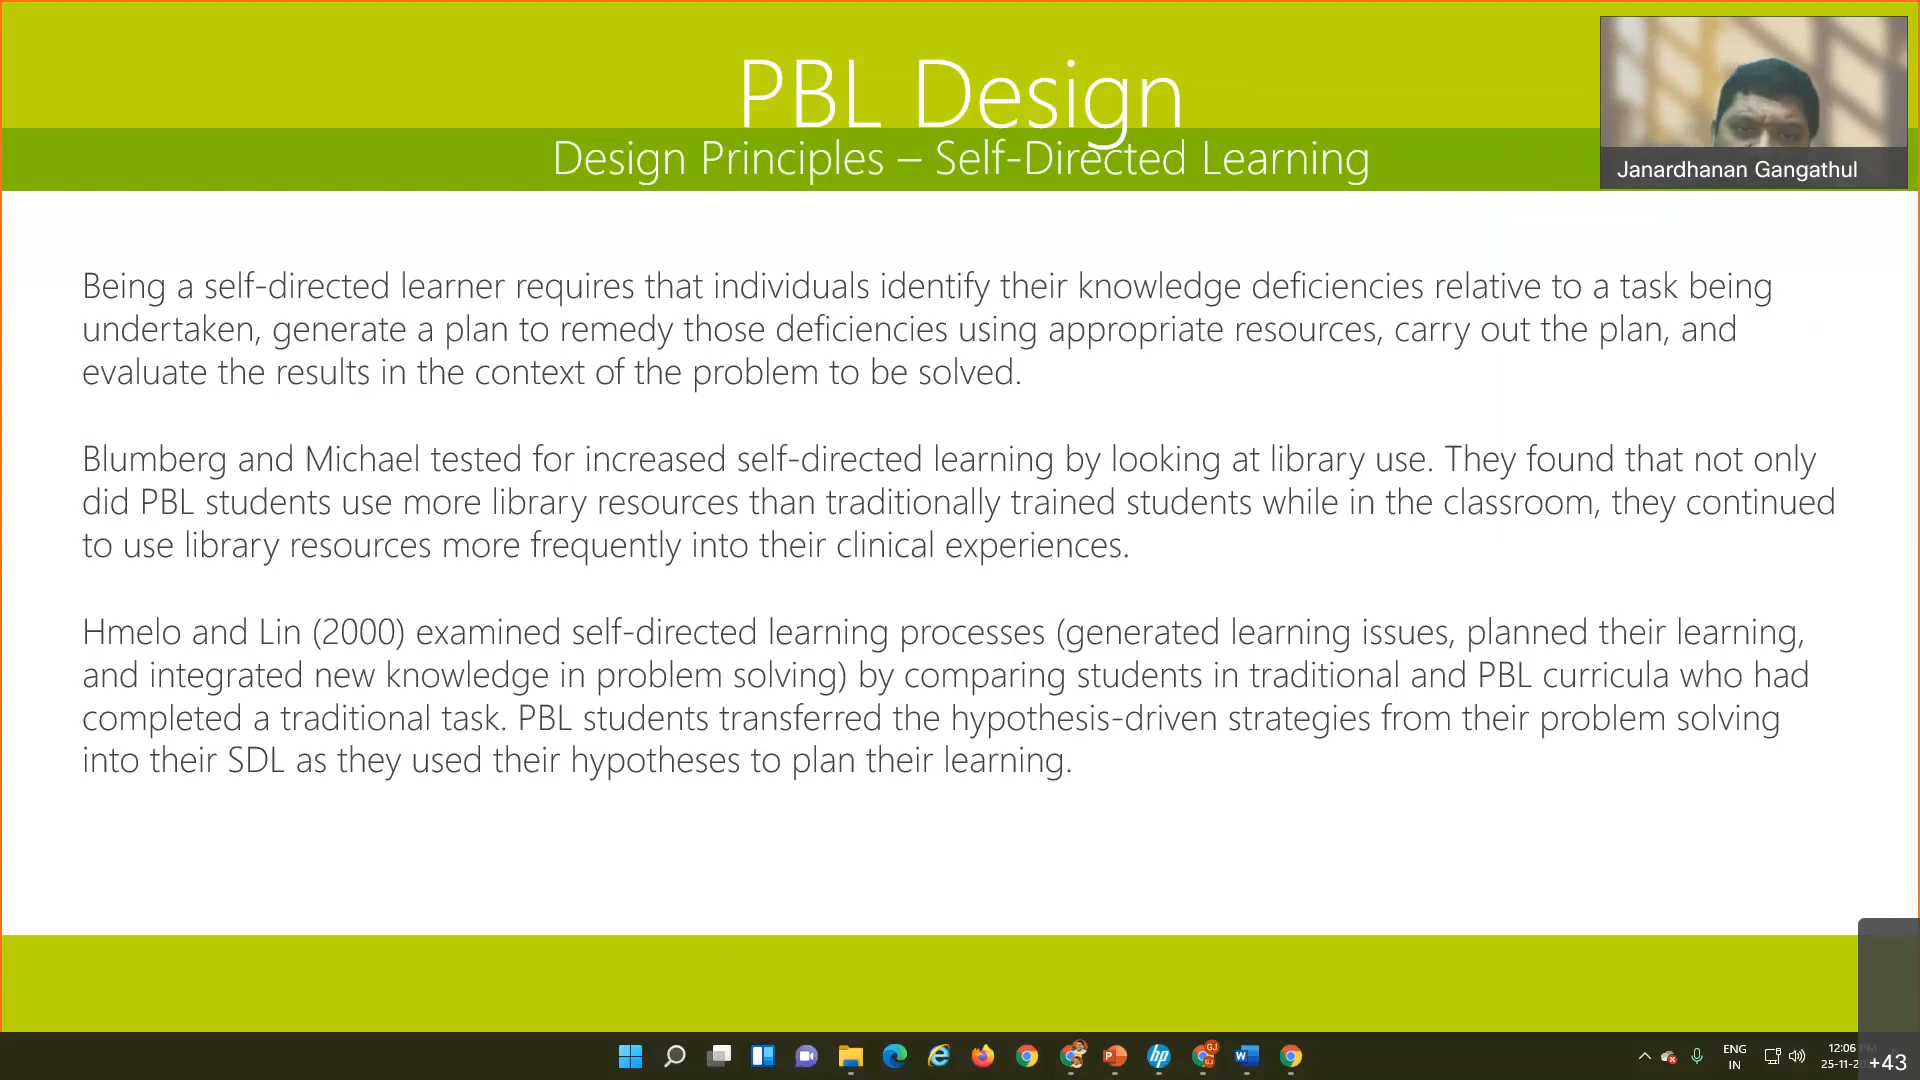 PBL Design
Design Principles – Self-Directed Learning
Janardhanan Gangathul
Being a self-directed learner requires that individuals identify their knowledge deficiencies relative to a task being
undertaken, generate a plan to remedy those deficiencies using appropriate resources, carry out the plan, and
evaluate the results in the context of the problem to be solved.
Blumberg and Michael tested for increased self-directed learning by looking at library use. They found that not only
did PBL students use more library resources than traditionally trained students while in the classroom, they continued
to use library resources more frequently into their clinical experiences.
Hmelo and Lin (2000) examined self-directed learning processes (generated learning issues, planned their learning,
and integrated new knowledge in problem solving) by comparing students in traditional and PBL curricula who had
completed a traditional task. PBL students transferred the hypothesis-driven strategies from their problem solving
into their SDL as they used their hypotheses to plan their learning.
ENG
IN
12:06 PM
25-11-2
+43